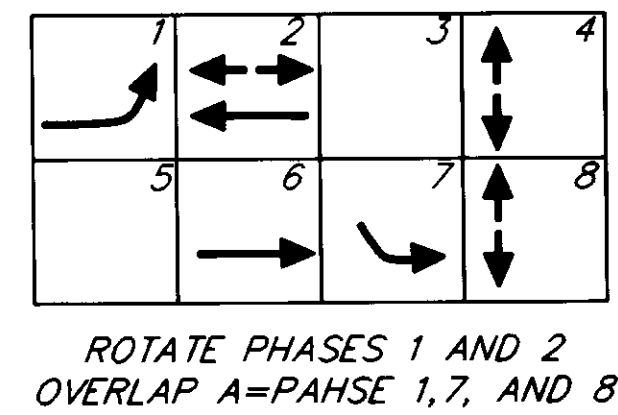 1 2 3 4
5 6 7 8
ROTATE PHASES 1 AND 2
OVERLAP A=PAHSE 1,7, AND 8